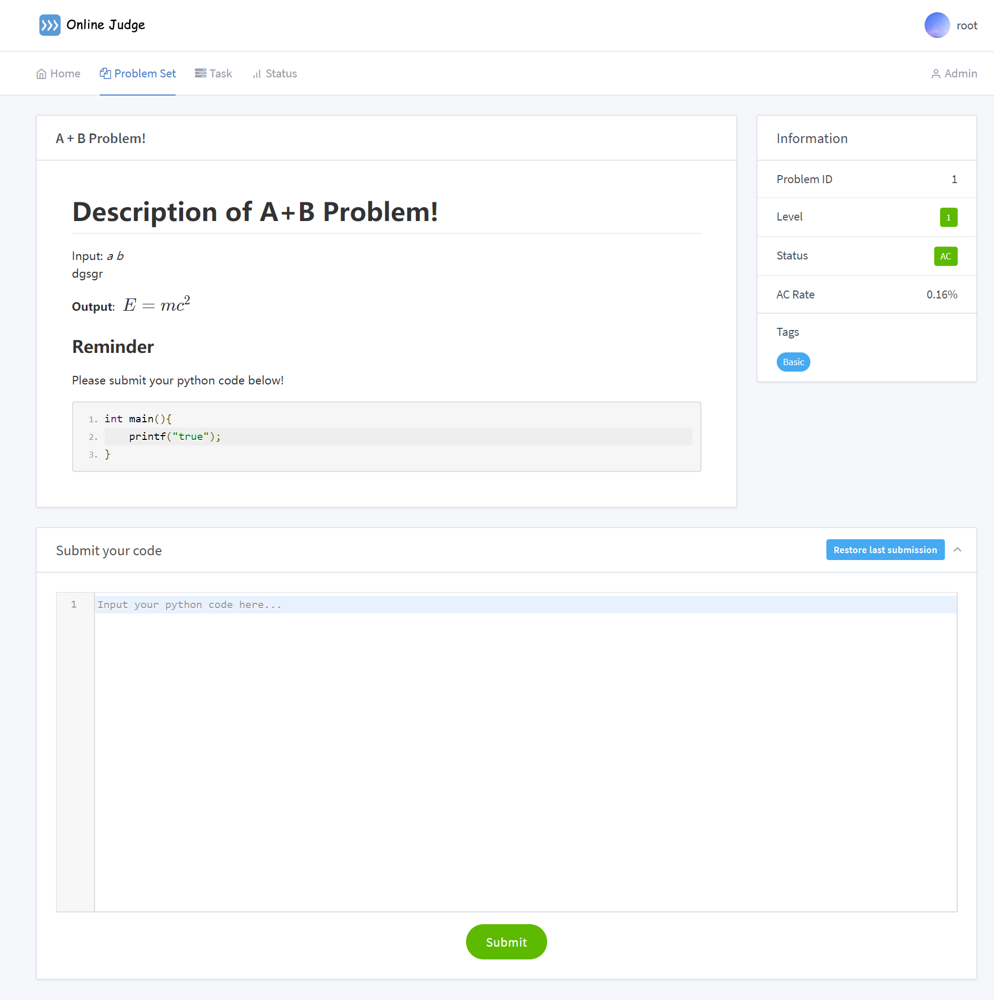 Online Judge
root
Home
Problem Set
Task
Status
Admin
A + B Problem!
Description of A+B Problem!
Input: a b
dgsgr
Output: E = mc²
Reminder
Please submit your python code below!
1. int main(){
2.     printf("true");
3. }
Information
Problem ID 1
Level 1
Status AC
AC Rate 0.16%
Tags
Basic
Submit your code
Restore last submission
1 Input your python code here...
Submit